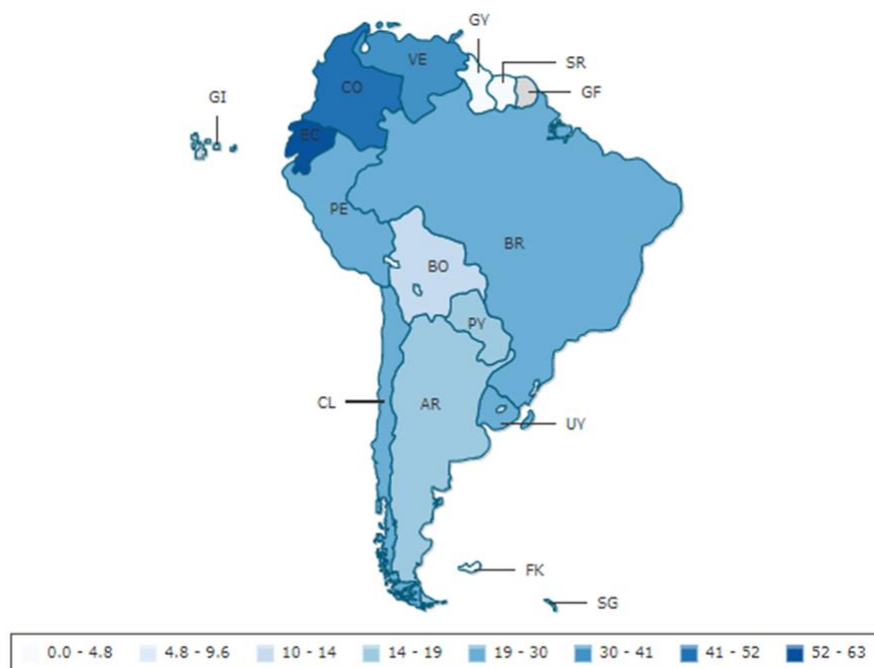 GY
VE
SR
CO
GF
GI
EC
PE
BR
BO
PY
CL
AR
UY
FK
SG
0.0 - 4.8 4.8 - 9.6 10 - 14 14 - 19 19 - 30 30 - 41 41 - 52 52 - 63